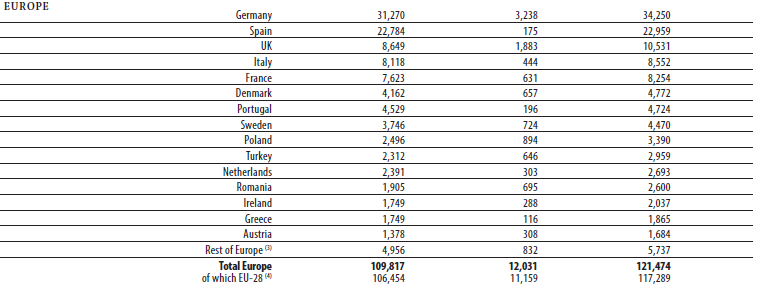 EUROPE
Germany 31,270 3,238 34,250
Spain 22,784 175 22,959
UK 8,649 1,883 10,531
Italy 8,118 444 8,552
France 7,623 631 8,254
Denmark 4,162 657 4,772
Portugal 4,529 196 4,724
Sweden 3,746 724 4,470
Poland 2,496 894 3,390
Turkey 2,312 646 2,959
Netherlands 2,391 303 2,693
Romania 1,905 695 2,600
Ireland 1,749 288 2,037
Greece 1,749 116 1,865
Austria 1,378 308 1,684
Rest of Europe (3) 4,956 832 5,737
Total Europe 109,817 12,031 121,474
of which EU-28 (4) 106,454 11,159 117,289